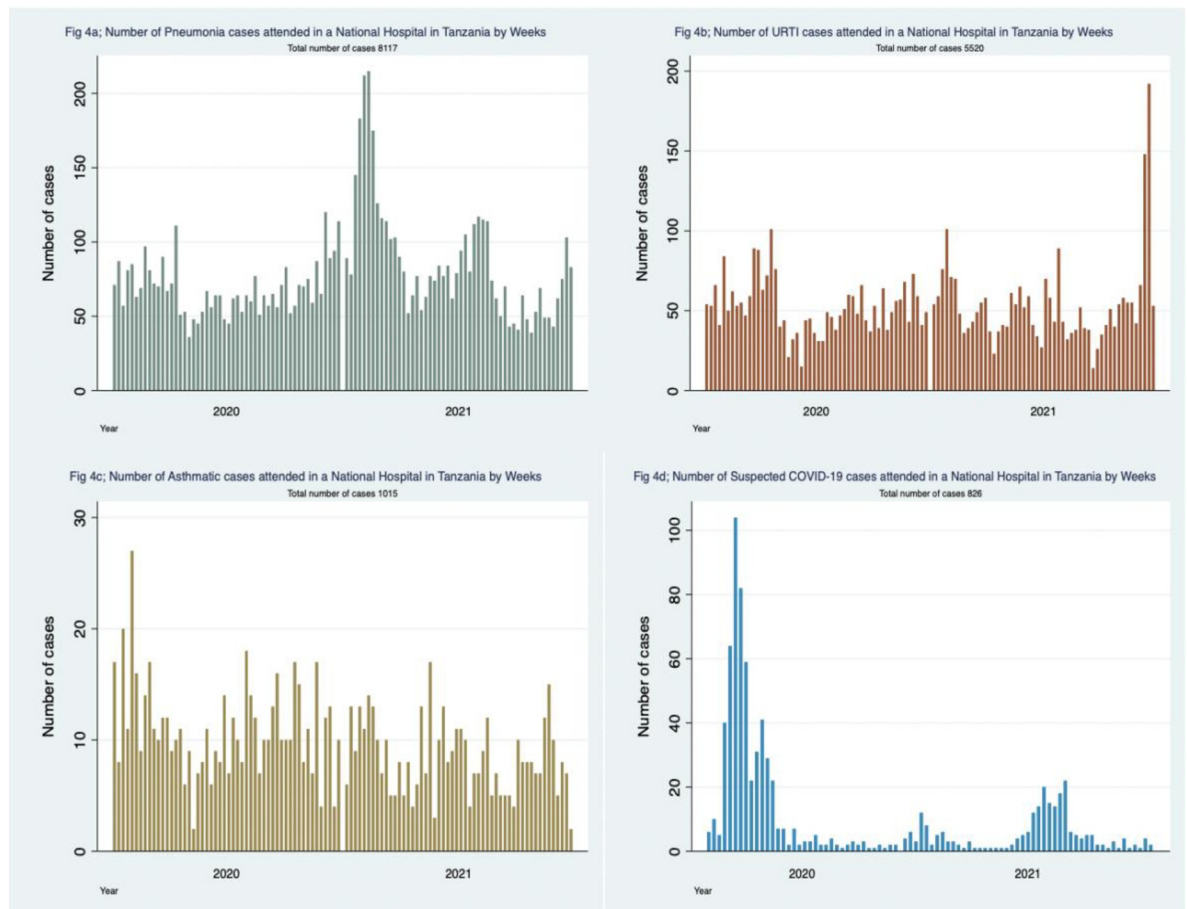 Fig 4a; Number of Pneumonia cases attended in a National Hospital in Tanzania by Weeks
Total number of cases 8117
Number of cases
200
150
100
50
0
2020
2021
Year
Fig 4b; Number of URTI cases attended in a National Hospital in Tanzania by Weeks
Total number of cases 5520
Number of cases
200
150
100
50
0
2020
2021
Year
Fig 4c; Number of Asthmatic cases attended in a National Hospital in Tanzania by Weeks
Total number of cases 1015
Number of cases
30
20
10
0
2020
2021
Year
Fig 4d; Number of Suspected COVID-19 cases attended in a National Hospital in Tanzania by Weeks
Total number of cases 826
Number of cases
100
80
60
40
20
0
2020
2021
Year